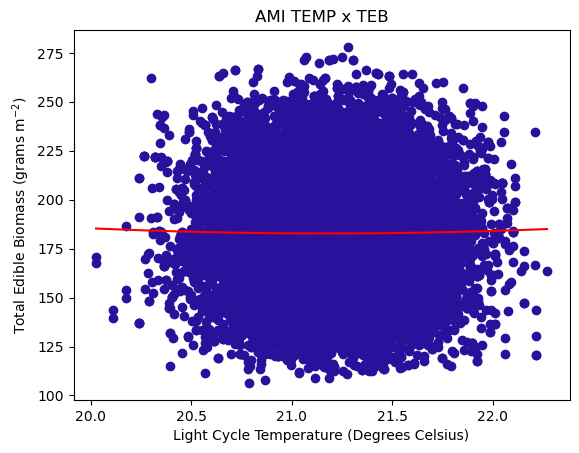 AMI TEMP x TEB
275
250
225
200
175
150
125
100
Total Edible Biomass (grams m⁻²)
20.0 20.5 21.0 21.5 22.0
Light Cycle Temperature (Degrees Celsius)